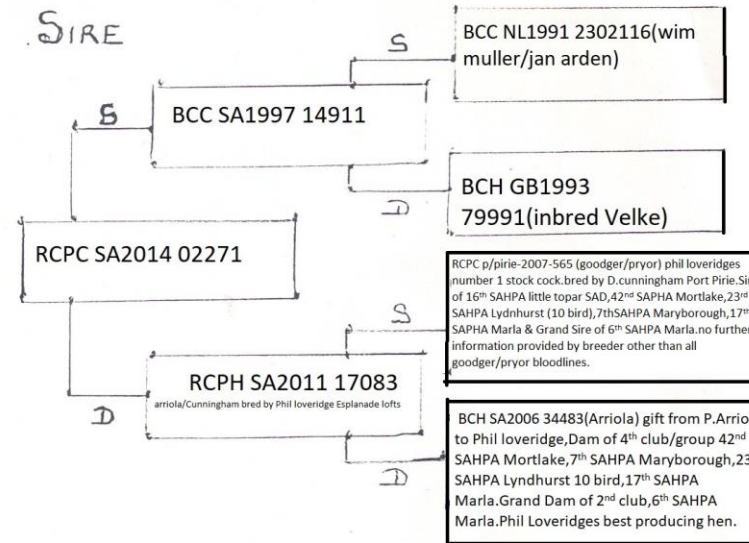 SIRE
S
BCC NL1991 2302116(wim
muller/jan arden)
S
BCC SA1997 14911
D
BCH GB1993
79991(inbred Velke)
RCPC SA2014 02271
RCPC p/pirie-2007-565 (goodger/pryor) phil loveridges
number 1 stock cock.bred by D.cunningham Port Pirie.Sir
of 16th SAHPA little topar SAD,42nd SAPHA Mortlake,23rd
SAHPA Lydnhurst (10 bird),7thSAHPA Maryborough,17th
SAPHA Marla & Grand Sire of 6th SAHPA Marla.no further
information provided by breeder other than all
goodger/pryor bloodlines.
S
RCPH SA2011 17083
arriola/Cunningham bred by Phil loveridge Esplanade lofts
D
D
BCH SA2006 34483(Arriola) gift from P.Arrio
to Phil loveridge,Dam of 4th club/group 42nd
SAHPA Mortlake,7th SAHPA Maryborough,23
SAHPA Lyndhurst 10 bird,17th SAHPA
Marla.Grand Dam of 2nd club,6th SAHPA
Marla.Phil Loveridges best producing hen.